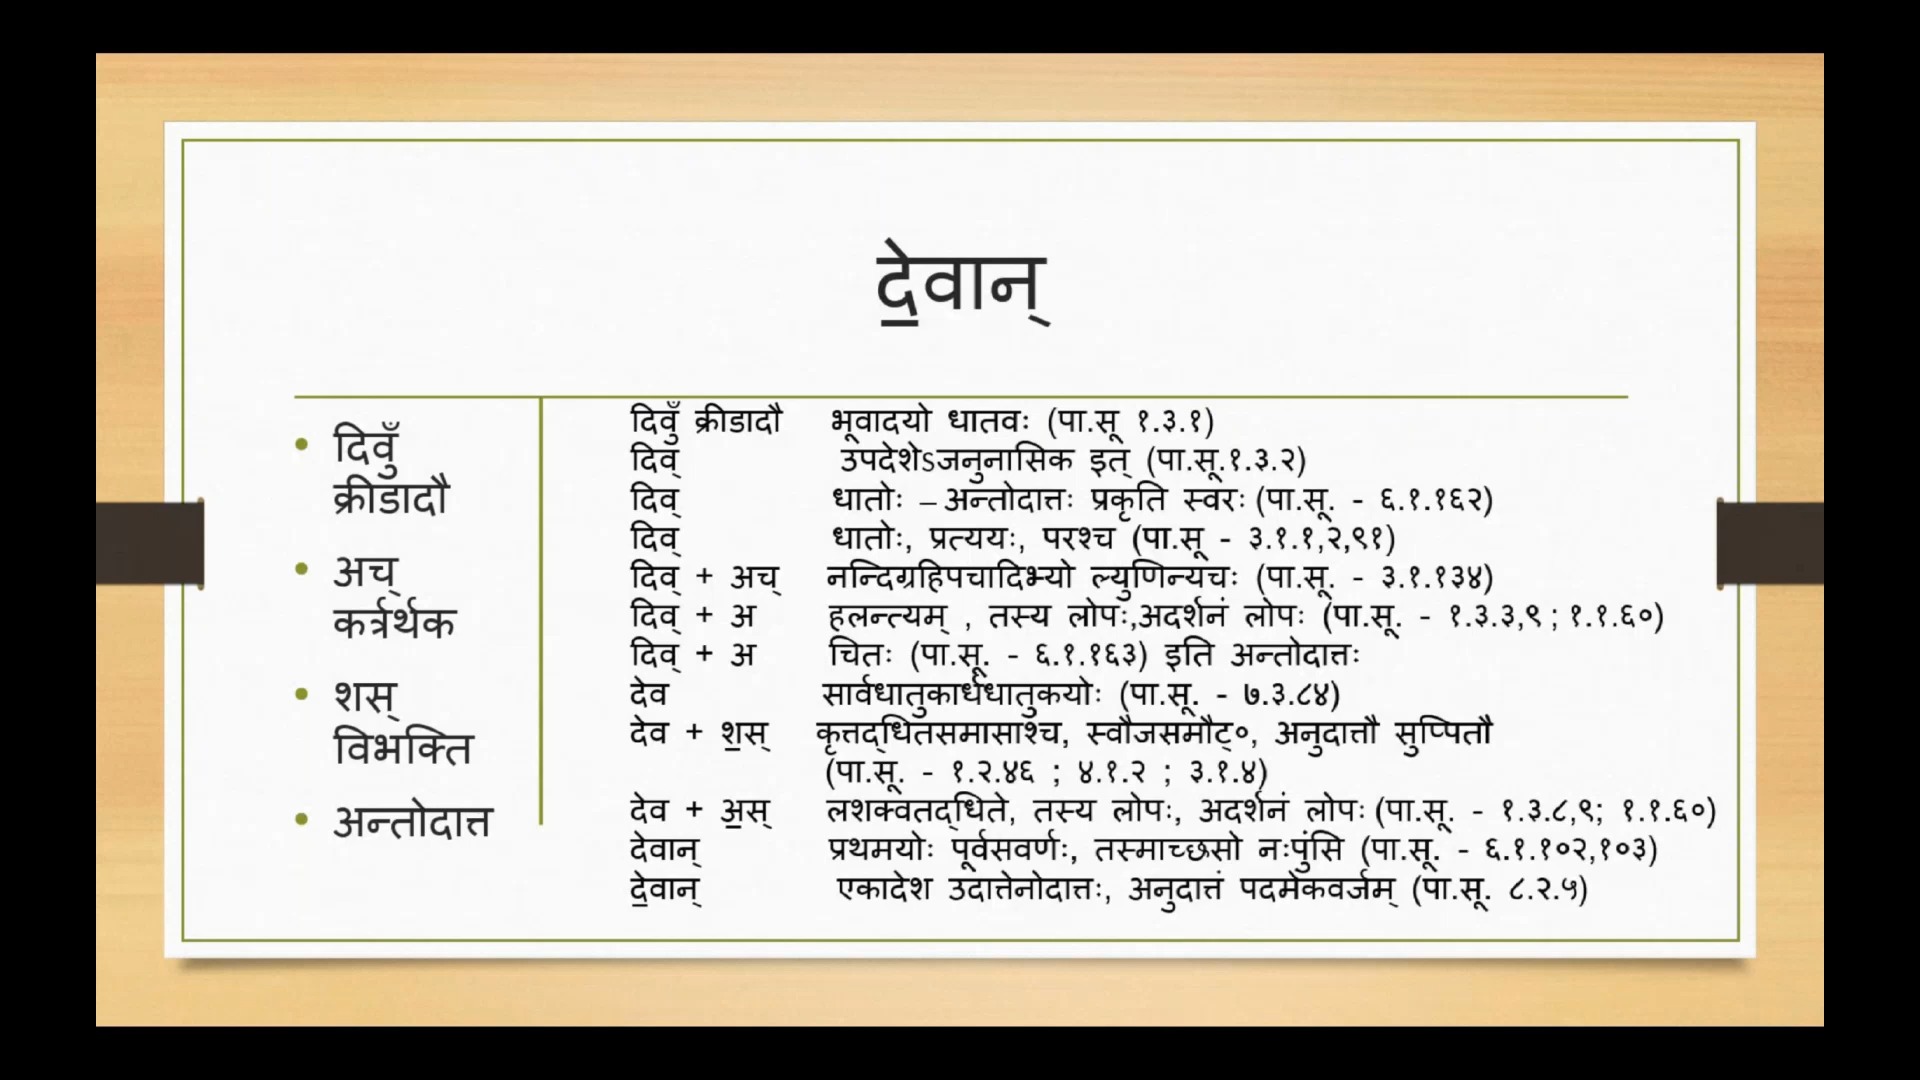 दे॒वान्
दिवुँ
क्रीडादौ
अच्
कर्त्रर्थक
शस्
विभक्ति
अन्तोदात्त
दिवुँ क्रीडादौ भूवादयो धातवः (पा.सू १.३.१)
दिव् उपदेशेऽजनुनासिक इत् (पा.सू.१.३.२)
दिव् धातोः – अन्तोदात्तः प्रकृति स्वरः (पा.सू. - ६.१.१६२)
दिव् धातोः, प्रत्ययः, परश्च (पा.सू - ३.१.१,२,९१)
दिव् + अच् नन्दिग्रहिपचादिभ्यो ल्युणिन्यचः (पा.सू. - ३.१.१३४)
दिव् + अ हलन्त्यम् , तस्य लोपः,अदर्शनं लोपः (पा.सू. - १.३.३,९ ; १.१.६०)
दिव् + अ चितः (पा.सू. - ६.१.१६३) इति अन्तोदात्तः
देव सार्वधातुकार्धधातुकयोः (पा.सू. - ७.३.८४)
देव + श॒स् कृत्तद्धितसमासाश्च, स्वौजसमौट्०, अनुदात्तौ सुप्पितौ
(पा.सू. - १.२.४६ ; ४.१.२ ; ३.१.४)
देव + अ॒स् लशक्वतद्धिते, तस्य लोपः, अदर्शनं लोपः (पा.सू. - १.३.८,९; १.१.६०)
देवान् प्रथमयोः पूर्वसवर्णः, तस्माच्छसो नःपुंसि (पा.सू. - ६.१.१०२,१०३)
दे॒वान् एकादेश उदात्तेनोदात्तः, अनुदात्तं पदमेकवर्जम् (पा.सू. ८.२.५)